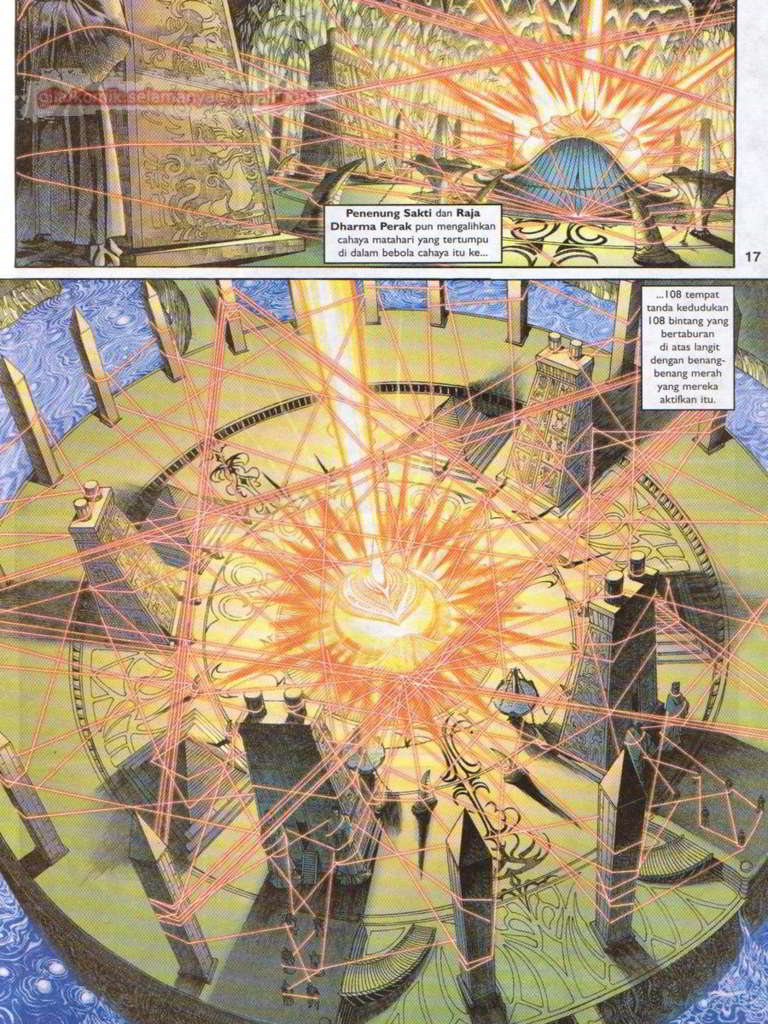 Penenung Sakti dan Raja
Dharma Perak pun mengalihkan
cahaya matahari yang tertumpu
di dalam bebola cahaya itu ke...
17
...108 tempat
tanda kedudukan
108 bintang yang
bertaburan
di atas langit
dengan benang-
benang merah
yang mereka
aktifkan itu.